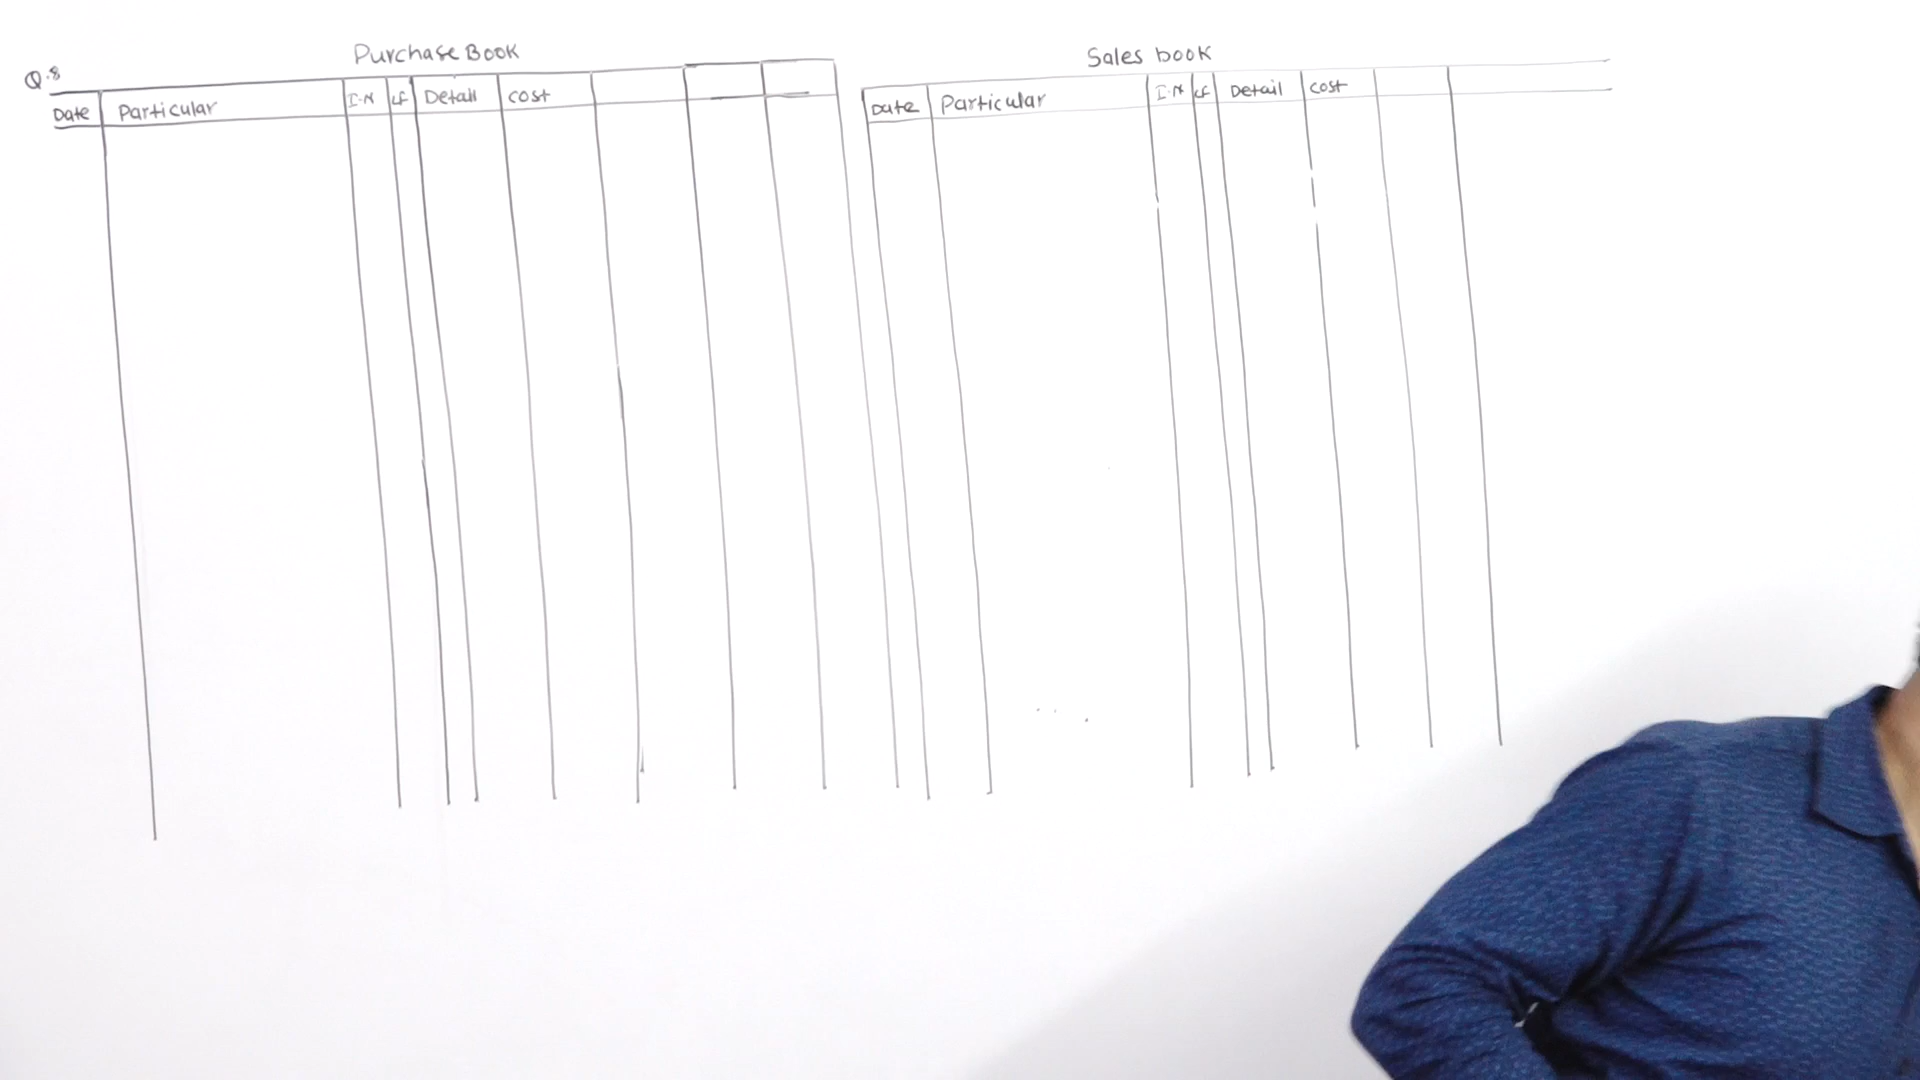 Q.8
Purchase Book
Date Particular I.N LF Detail cost
Sales book
Date Particular I.N LF Detail cost